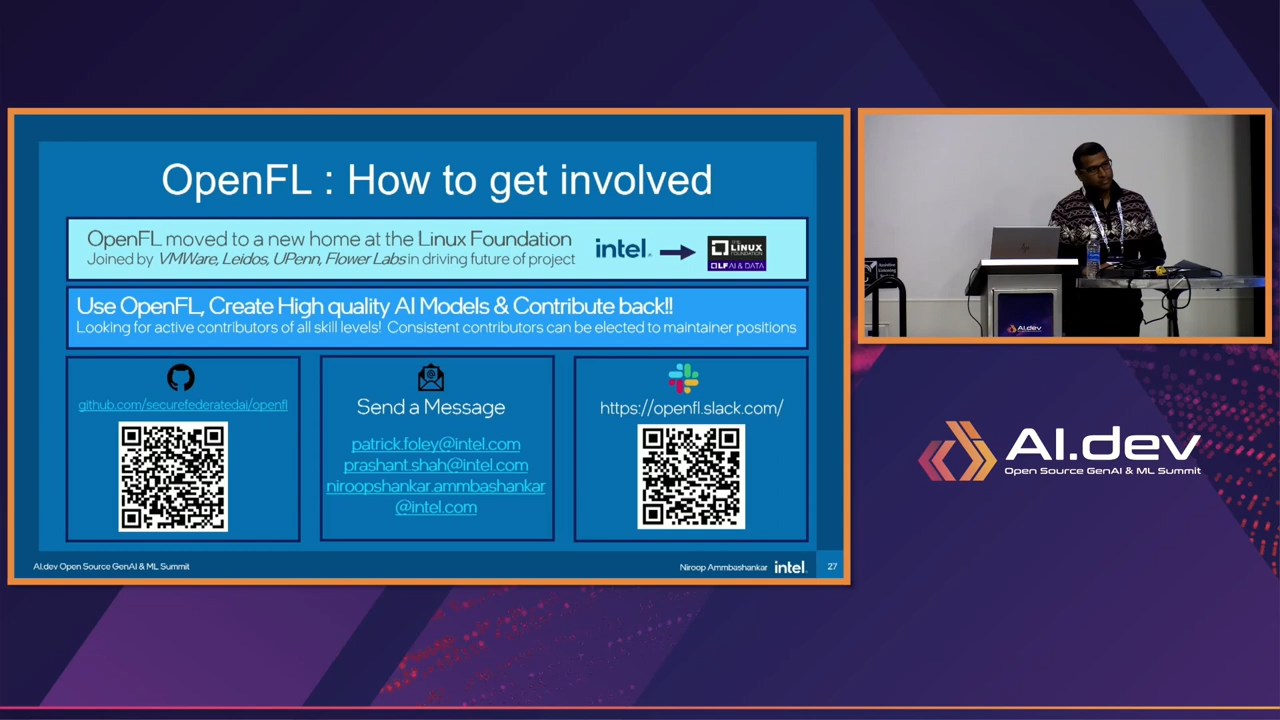 OpenFL : How to get involved
OpenFL moved to a new home at the Linux Foundation
Joined by VMWare, Leidos, UPenn, Flower Labs in driving future of project
intel.
THE LINUX FOUNDATION
LF AI & DATA
Use OpenFL, Create High quality AI Models & Contribute back!!
Looking for active contributors of all skill levels! Consistent contributors can be elected to maintainer positions
github.com/securefederatedai/openfl
Send a Message
patrick.foley@intel.com
prashant.shah@intel.com
niroopshankar.ammbashankar
@intel.com
https://openfl.slack.com/
AI.dev Open Source GenAI & ML Summit
Niroop Ammbashankar
intel.
27
AI.dev
AI.dev
Open Source GenAI & ML Summit